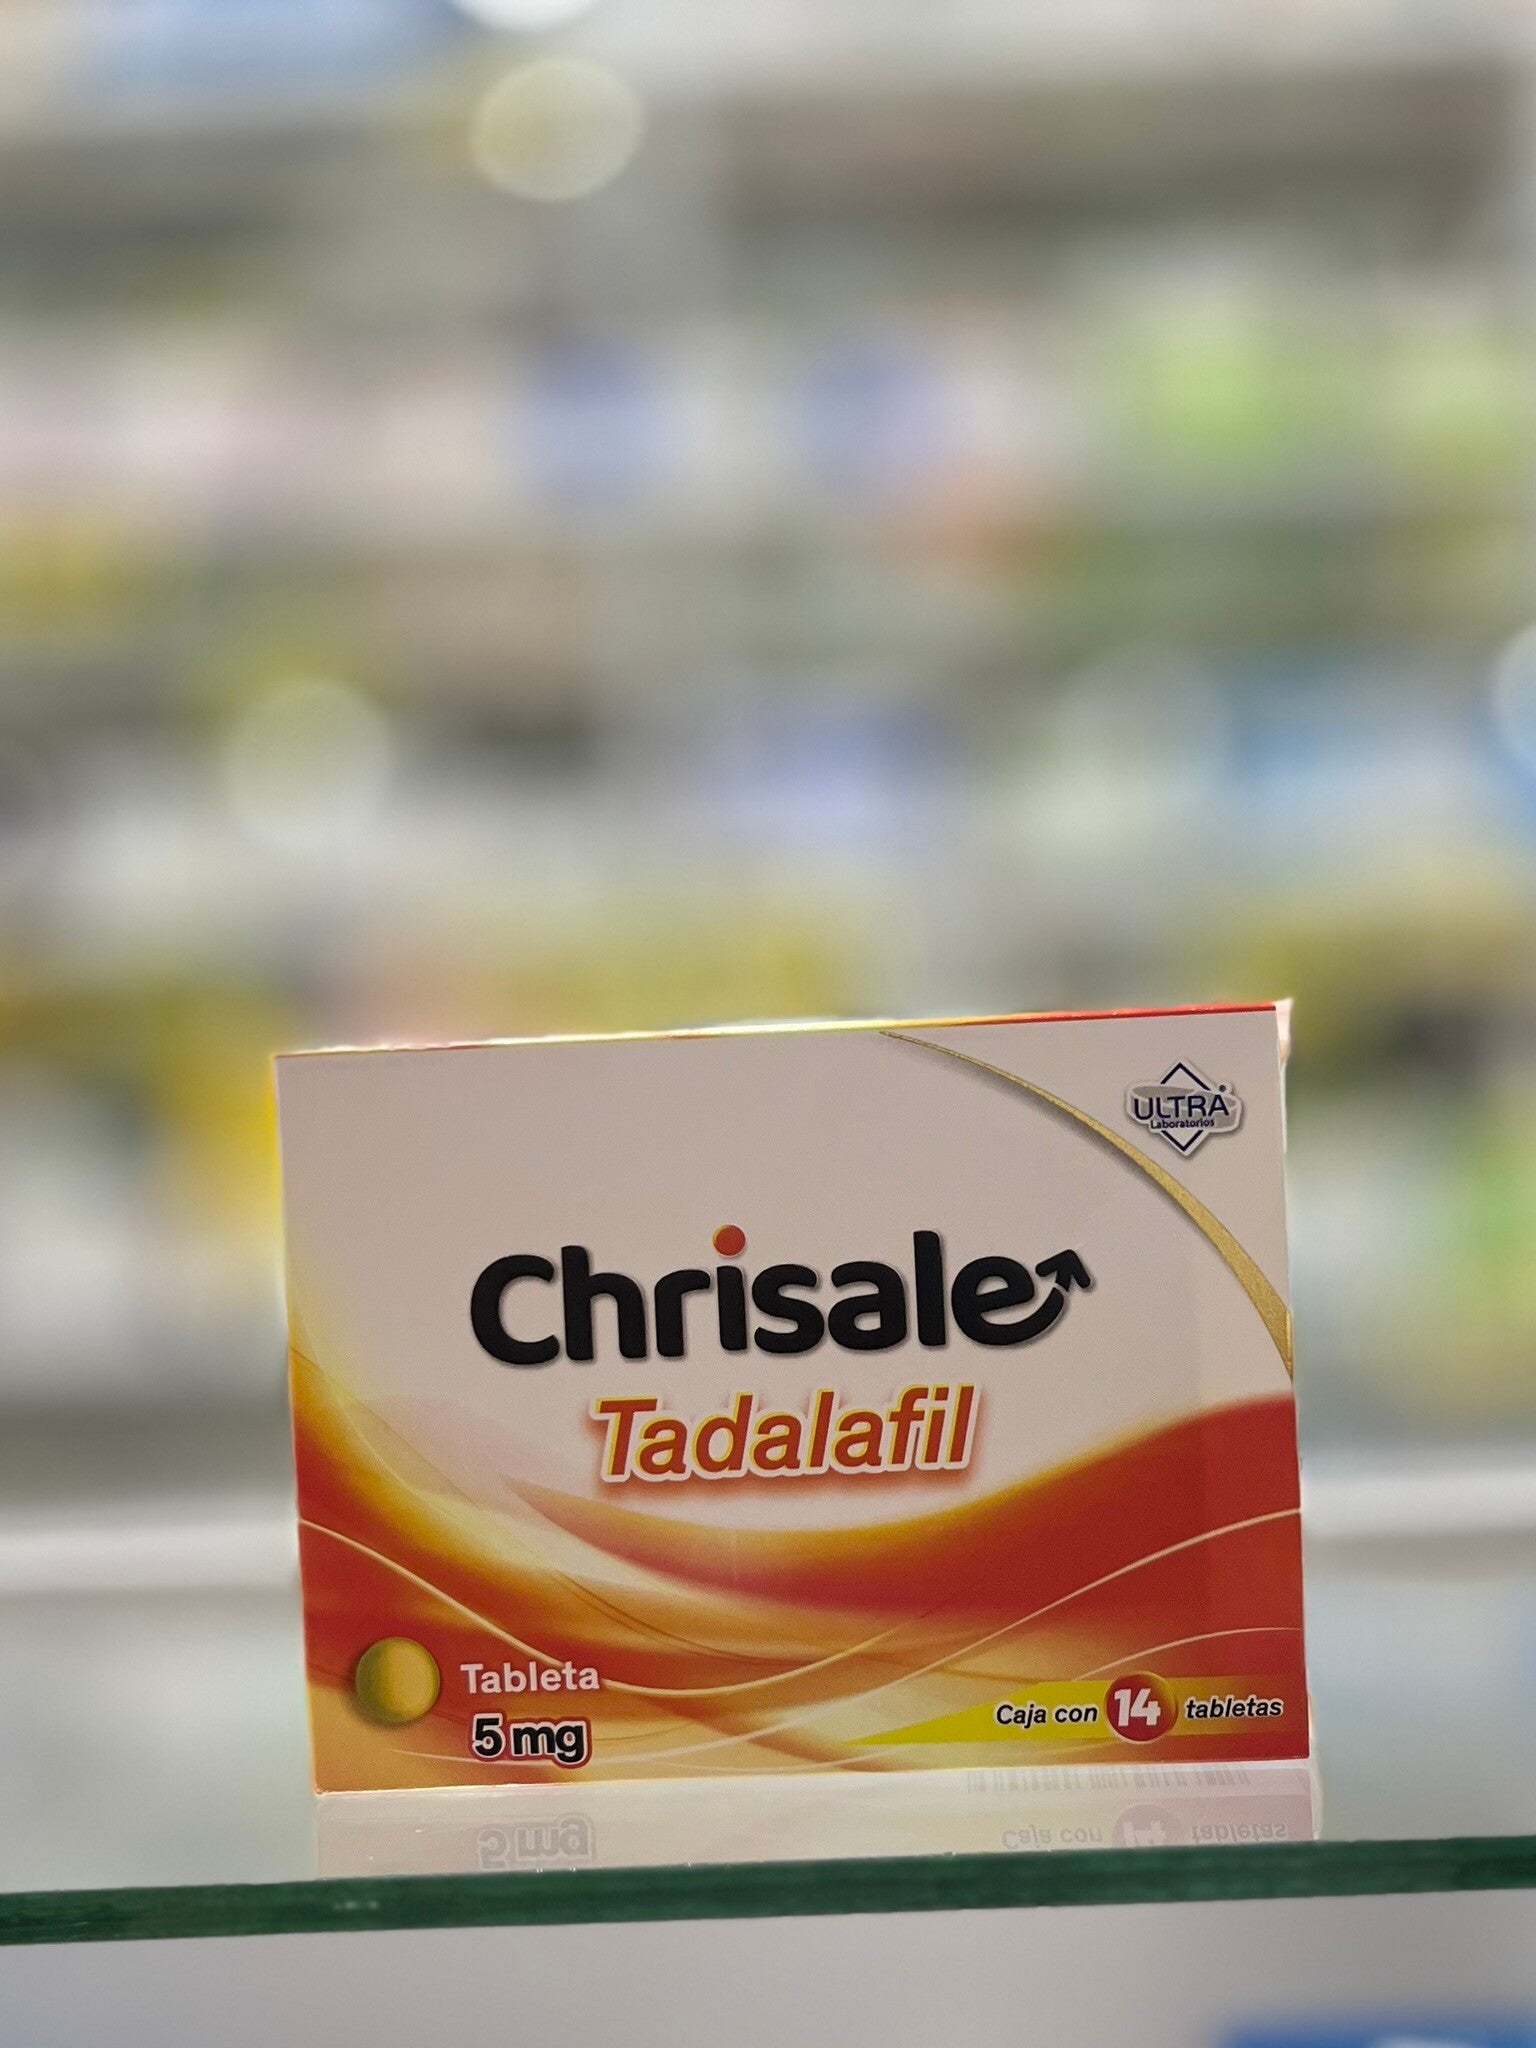 ULTRA®
Laboratorios
Chrisale
Tadalafil
Tableta
5 mg
Caja con 14 tabletas